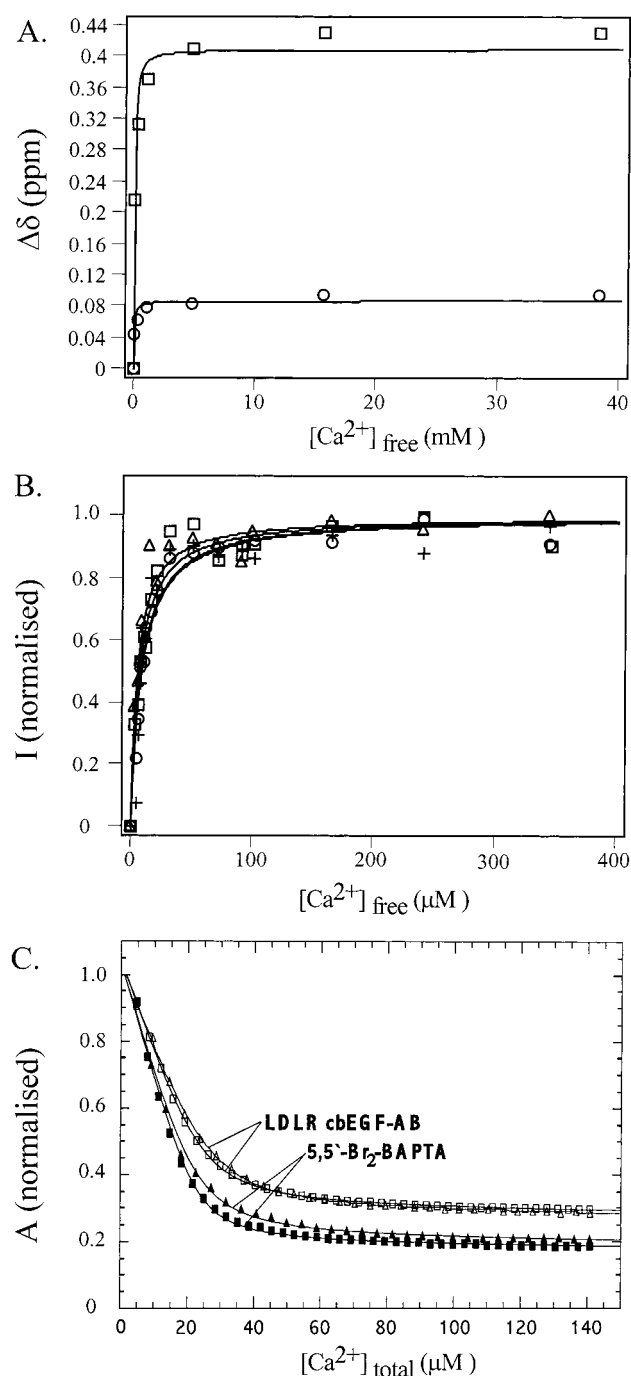 A.
0.44
0.4
0.36
0.32
0.28
0.24
0.2
0.16
0.12
0.08
0.04
0
Δδ (ppm)
0 10 20 30 40
[Ca²⁺] free (mM)
B.
1.0
0.8
0.6
0.4
0.2
0
I (normalised)
0 100 200 300 400
[Ca²⁺] free (μM)
C.
1.0
0.8
0.6
0.4
0.2
0
A (normalised)
LDLR cbEGF-AB
5,5`-Br₂-BAPTA
0 20 40 60 80 100 120 140
[Ca²⁺] total (μM)